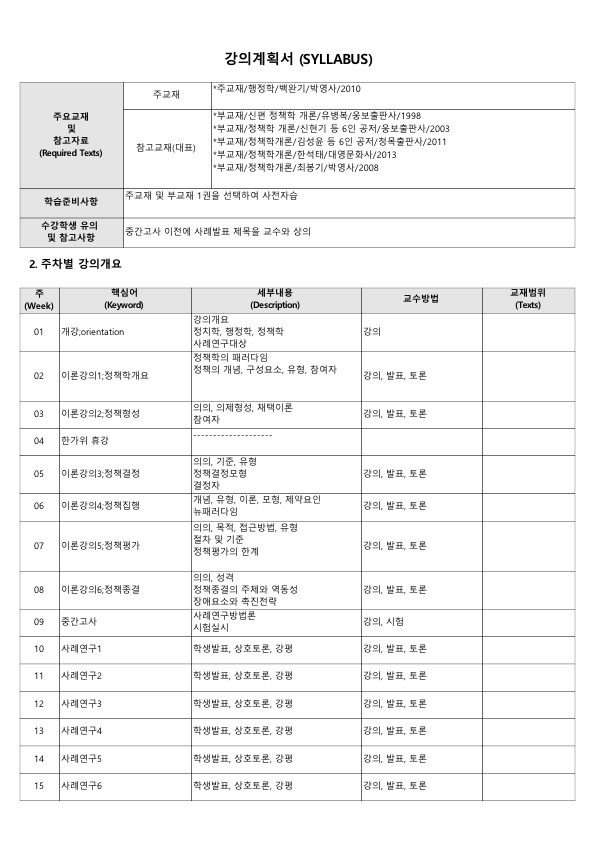 강의계획서 (SYLLABUS)
주요교재
및
참고자료
(Required Texts)
주교재
*주교재/행정학/백완기/박영사/2010
참고교재(대표)
*부교재/신편 정책학 개론/유병복/웅보출판사/1998
*부교재/정책학 개론/신현기 등 6인 공저/웅보출판사/2003
*부교재/정책학개론/김성윤 등 6인 공저/청목출판사/2011
*부교재/정책학개론/한석태/대영문화사/2013
*부교재/정책학개론/최봉기/박영사/2008
학습준비사항
주교재 및 부교재 1권을 선택하여 사전자습
수강학생 유의
및 참고사항
중간고사 이전에 사례발표 제목을 교수와 상의
2. 주차별 강의개요
주
(Week)
핵심어
(Keyword)
세부내용
(Description)
교수방법
교재범위
(Texts)
01
개강;orientation
강의개요
정치학, 행정학, 정책학
사례연구대상
강의
02
이론강의1;정책학개요
정책학의 패러다임
정책의 개념, 구성요소, 유형, 참여자
강의, 발표, 토론
03
이론강의2;정책형성
의의, 의제형성, 채택이론
참여자
강의, 발표, 토론
04
한가위 휴강
--------------------
05
이론강의3;정책결정
의의, 기준, 유형
정책결정모형
결정자
강의, 발표, 토론
06
이론강의4;정책집행
개념, 유형, 이론, 모형, 제약요인
뉴패러다임
강의, 발표, 토론
07
이론강의5;정책평가
의의, 목적, 접근방법, 유형
절차 및 기준
정책평가의 한계
강의, 발표, 토론
08
이론강의6;정책종결
의의, 성격
정책종결의 주체와 역동성
장애요소와 촉진전략
강의, 발표, 토론
09
중간고사
사례연구방법론
시험실시
강의, 시험
10
사례연구1
학생발표, 상호토론, 강평
강의, 발표, 토론
11
사례연구2
학생발표, 상호토론, 강평
강의, 발표, 토론
12
사례연구3
학생발표, 상호토론, 강평
강의, 발표, 토론
13
사례연구4
학생발표, 상호토론, 강평
강의, 발표, 토론
14
사례연구5
학생발표, 상호토론, 강평
강의, 발표, 토론
15
사례연구6
학생발표, 상호토론, 강평
강의, 발표, 토론